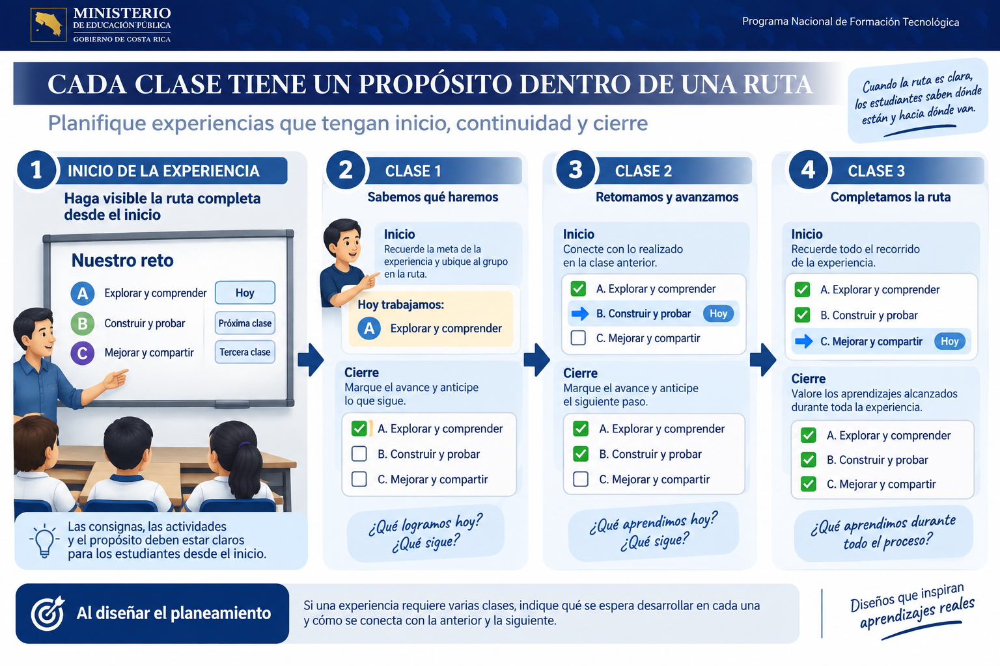 MINISTERIO
DE EDUCACIÓN PÚBLICA
GOBIERNO DE COSTA RICA
Programa Nacional de Formación Tecnológica
CADA CLASE TIENE UN PROPÓSITO DENTRO DE UNA RUTA
Planifique experiencias que tengan inicio, continuidad y cierre
Cuando la ruta es clara,
los estudiantes saben dónde
están y hacia dónde van.
1
INICIO DE LA EXPERIENCIA
Haga visible la ruta completa
desde el inicio
Nuestro reto
A Explorar y comprender Hoy
B Construir y probar Próxima clase
C Mejorar y compartir Tercera clase
Las consignas, las actividades
y el propósito deben estar claros
para los estudiantes desde el inicio.
2
CLASE 1
Sabemos qué haremos
Inicio
Recuerde la meta de la
experiencia y ubique al grupo
en la ruta.
Hoy trabajamos:
A Explorar y comprender
Cierre
Marque el avance y anticipe
lo que sigue.
A. Explorar y comprender
B. Construir y probar
C. Mejorar y compartir
¿Qué logramos hoy?
¿Qué sigue?
3
CLASE 2
Retomamos y avanzamos
Inicio
Conecte con lo realizado
en la clase anterior.
A. Explorar y comprender
B. Construir y probar Hoy
C. Mejorar y compartir
Cierre
Marque el avance y anticipe
el siguiente paso.
A. Explorar y comprender
B. Construir y probar
C. Mejorar y compartir
¿Qué aprendimos hoy?
¿Qué sigue?
4
CLASE 3
Completamos la ruta
Inicio
Recuerde todo el recorrido
de la experiencia.
A. Explorar y comprender
B. Construir y probar
C. Mejorar y compartir Hoy
Cierre
Valore los aprendizajes alcanzados
durante toda la experiencia.
A. Explorar y comprender
B. Construir y probar
C. Mejorar y compartir
¿Qué aprendimos durante
todo el proceso?
Al diseñar el planeamiento
Si una experiencia requiere varias clases, indique qué se espera desarrollar en cada una
y cómo se conecta con la anterior y la siguiente.
Diseños que inspiran
aprendizajes reales